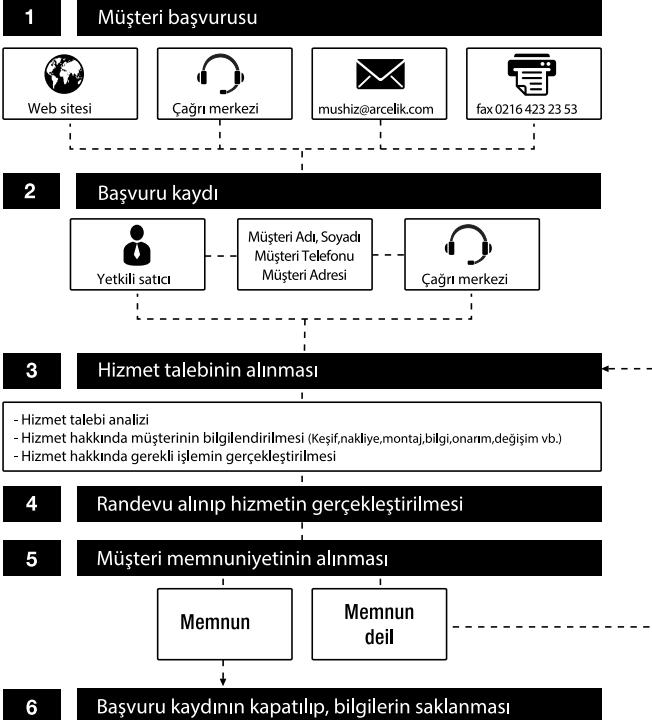 1 Müşteri başvurusu
Web sitesi
Çağrı merkezi
mushiz@arcelik.com
fax 0216 423 23 53
2 Başvuru kaydı
Yetkili satıcı
Müşteri Adı, Soyadı
Müşteri Telefonu
Müşteri Adresi
Çağrı merkezi
3 Hizmet talebinin alınması
- Hizmet talebi analizi
- Hizmet hakkında müşterinin bilgilendirilmesi (Keşif,nakliye,montaj,bilgi,onarım,değişim vb.)
- Hizmet hakkında gerekli işlemin gerçekleştirilmesi
4 Randevu alınıp hizmetin gerçekleştirilmesi
5 Müşteri memnuniyetinin alınması
Memnun
Memnun
deil
6 Başvuru kaydının kapatılıp, bilgilerin saklanması